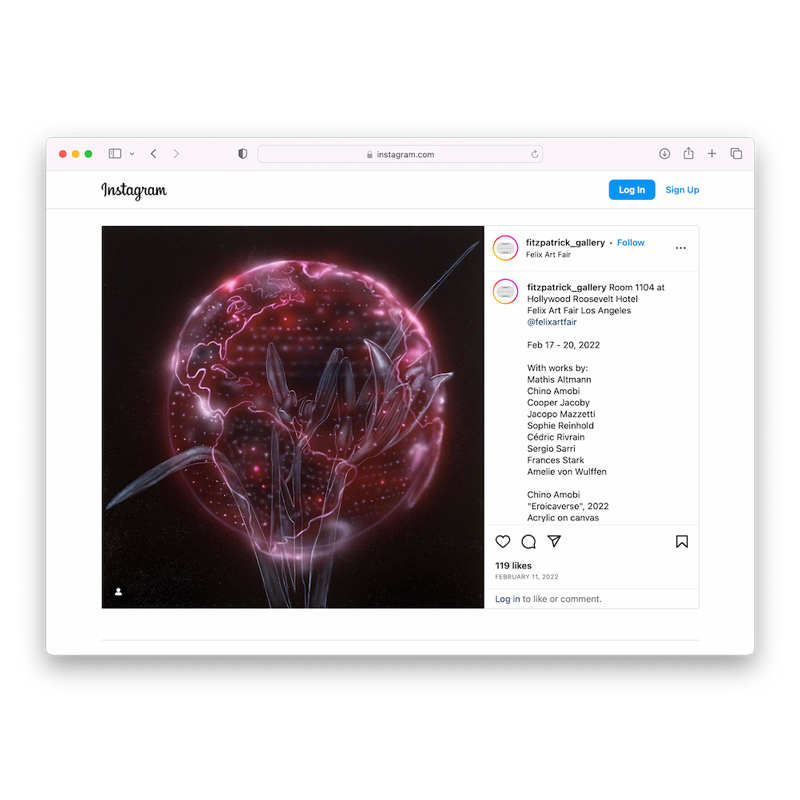 instagram.com
Instagram
Log In
Sign Up
fitzpatrick_gallery • Follow
Felix Art Fair
fitzpatrick_gallery Room 1104 at
Hollywood Roosevelt Hotel
Felix Art Fair Los Angeles
@felixartfair
Feb 17 - 20, 2022
With works by:
Mathis Altmann
Chino Amobi
Cooper Jacoby
Jacopo Mazzetti
Sophie Reinhold
Cédric Rivrain
Sergio Sarri
Frances Stark
Amelie von Wulffen
Chino Amobi
"Eroicaverse", 2022
Acrylic on canvas
119 likes
FEBRUARY 11, 2022
Log in to like or comment.